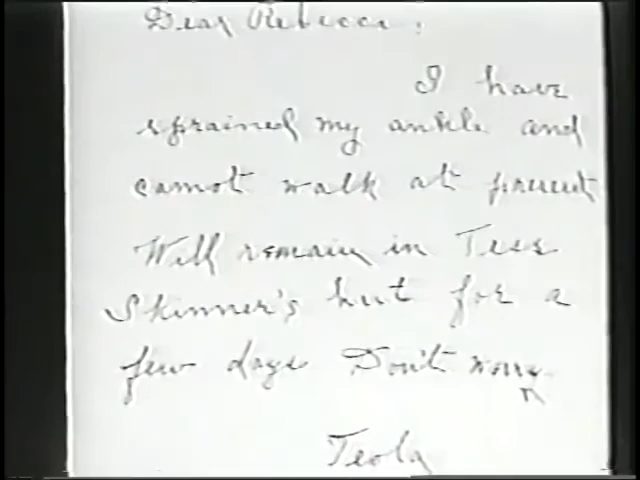 Dear Rebecca:
I have
sprained my ankle and
cannot walk at present
Will remain in Tess
Skinner's hut for a
few days Don't worry
Teola